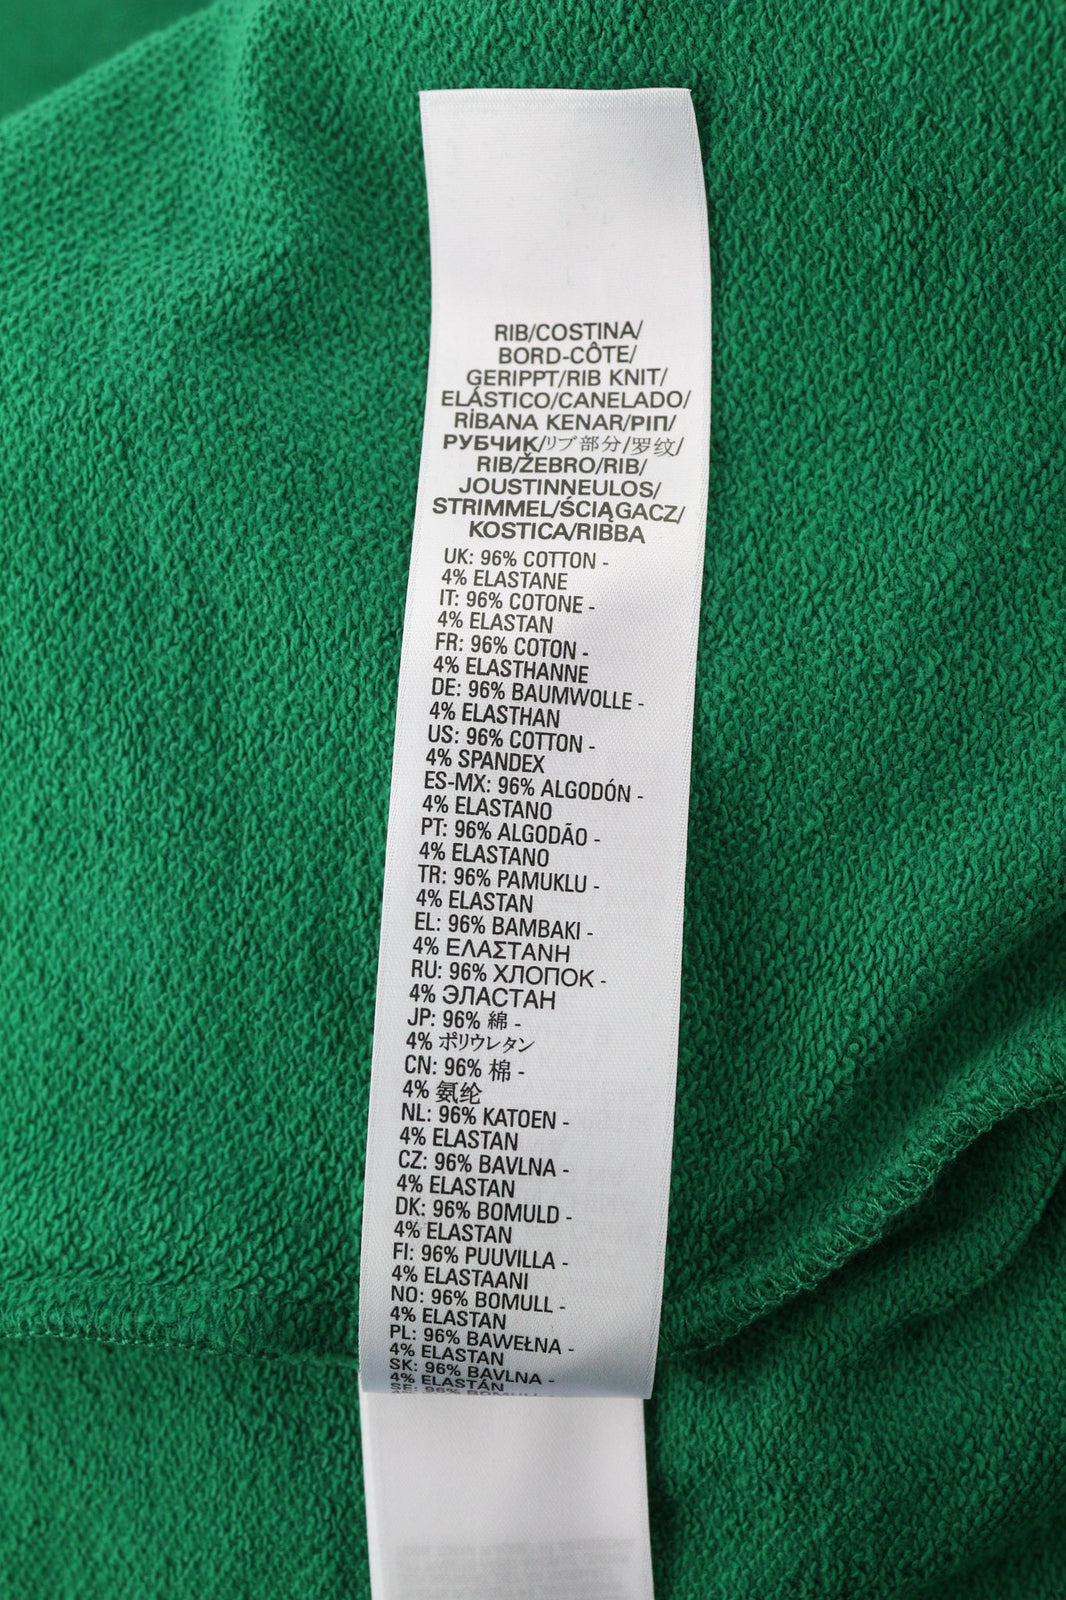 RIB/COSTINA/
BORD-CÔTE/
GERIPPT/RIB KNIT/
ELÁSTICO/CANELADO/
RİBANA KENAR/ΡΙΠ/
РУБЧИК/リブ部分/罗纹/
RIB/ŽEBRO/RIB/
JOUSTINNEULOS/
STRIMMEL/ŚCIĄGACZ/
KOSTICA/RIBBA
UK: 96% COTTON -
4% ELASTANE
IT: 96% COTONE -
4% ELASTAN
FR: 96% COTON -
4% ELASTHANNE
DE: 96% BAUMWOLLE -
4% ELASTHAN
US: 96% COTTON -
4% SPANDEX
ES-MX: 96% ALGODÓN -
4% ELASTANO
PT: 96% ALGODÃO -
4% ELASTANO
TR: 96% PAMUKLU -
4% ELASTAN
EL: 96% ΒΑΜΒΑΚΙ -
4% ΕΛΑΣΤΑΝΗ
RU: 96% ХЛОПОК -
4% ЭЛАСТАН
JP: 96% 綿 -
4% ポリウレタン
CN: 96% 棉 -
4% 氨纶
NL: 96% KATOEN -
4% ELASTAN
CZ: 96% BAVLNA -
4% ELASTAN
DK: 96% BOMULD -
4% ELASTAN
FI: 96% PUUVILLA -
4% ELASTAANI
NO: 96% BOMULL -
4% ELASTAN
PL: 96% BAWEŁNA -
4% ELASTAN
SK: 96% BAVLNA -
4% ELASTÁN
SE: 96% BOMULL -